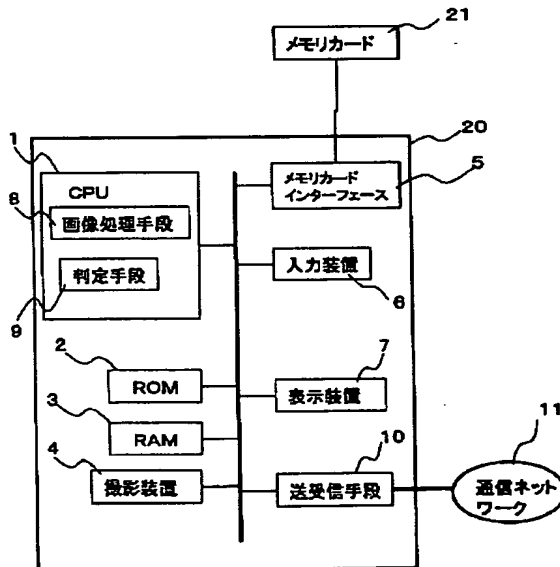 21
メモリカード
20
1
CPU
8
画像処理手段
判定手段
9
メモリカード
インターフェース
5
入力装置
6
2
ROM
3
RAM
4
撮影装置
7
表示装置
10
送受信手段
11
通信ネット
ワーク